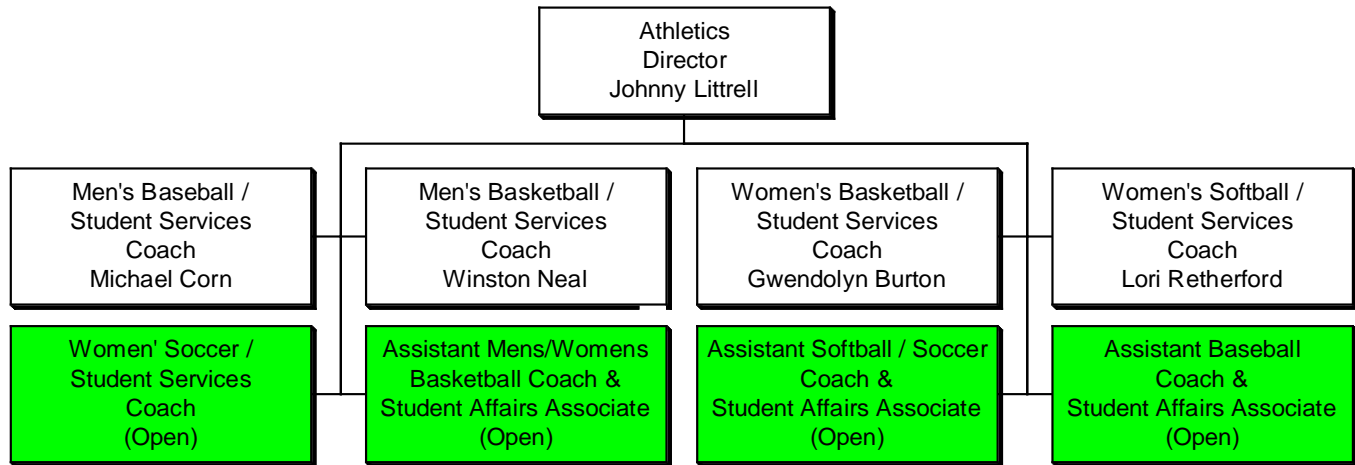 Athletics
Director
Johnny Littrell
Men's Baseball /
Student Services
Coach
Michael Corn
Men's Basketball /
Student Services
Coach
Winston Neal
Women's Basketball /
Student Services
Coach
Gwendolyn Burton
Women's Softball /
Student Services
Coach
Lori Retherford
Women' Soccer /
Student Services
Coach
(Open)
Assistant Mens/Womens
Basketball Coach &
Student Affairs Associate
(Open)
Assistant Softball / Soccer
Coach &
Student Affairs Associate
(Open)
Assistant Baseball
Coach &
Student Affairs Associate
(Open)